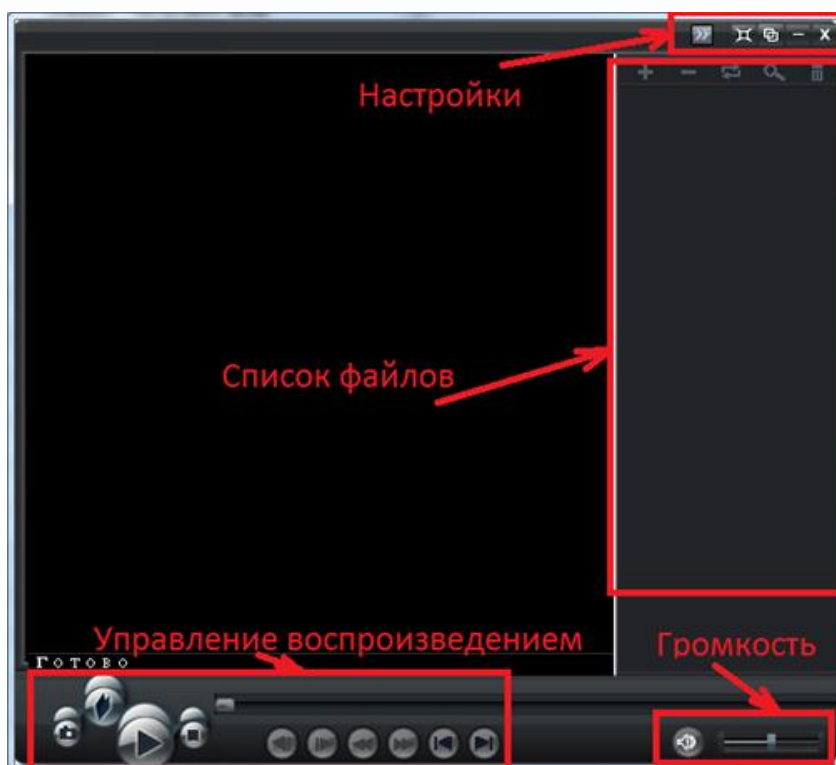 Настройки
Список файлов
Управление воспроизведением
Громкость
Готово